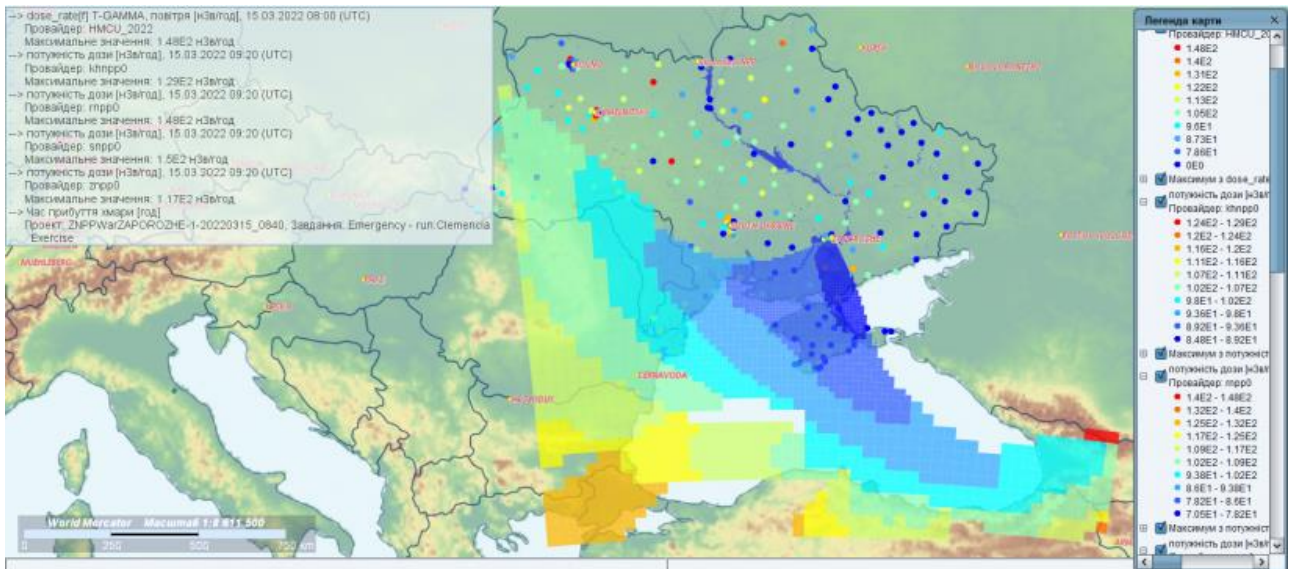 --> dose_rate[f] T-GAMMA, повітря [нЗв/год], 15.03.2022 08:00 (UTC)
Провайдер: HMCU_2022
Максимальне значення: 1.48E2 нЗв/год
--> потужність дози [нЗв/год], 15.03.2022 09:20 (UTC)
Провайдер: khnpp0
Максимальне значення: 1.29E2 нЗв/год
--> потужність дози [нЗв/год], 15.03.2022 09:20 (UTC)
Провайдер: rnpp0
Максимальне значення: 1.48E2 нЗв/год
--> потужність дози [нЗв/год], 15.03.2022 09:20 (UTC)
Провайдер: snpp0
Максимальне значення: 1.5E2 нЗв/год
--> потужність дози [нЗв/год], 15.03.2022 09:20 (UTC)
Провайдер: znpp0
Максимальне значення: 1.17E2 нЗв/год
--> Час прибуття хмари [год]
Проект: ZNPPWarZAPOROZHE-1-20220315_0840, Завдання: Emergency - run:Clemencia
Exercise
CERNAVODA
World Mercator Масштаб 1:8 811 500
0 250 500 750 km
Легенда карти
Провайдер: HMCU_20
1.48E2
1.4E2
1.31E2
1.22E2
1.13E2
1.05E2
9.6E1
8.73E1
7.86E1
0E0
Максимум з dose_rate
потужність дози [нЗв/г
Провайдер: khnpp0
1.24E2 - 1.29E2
1.2E2 - 1.24E2
1.16E2 - 1.2E2
1.11E2 - 1.16E2
1.07E2 - 1.11E2
1.02E2 - 1.07E2
9.8E1 - 1.02E2
9.36E1 - 9.8E1
8.92E1 - 9.36E1
8.48E1 - 8.92E1
Максимум з потужніст
потужність дози [нЗв/г
Провайдер: rnpp0
1.4E2 - 1.48E2
1.32E2 - 1.4E2
1.25E2 - 1.32E2
1.17E2 - 1.25E2
1.09E2 - 1.17E2
1.02E2 - 1.09E2
9.38E1 - 1.02E2
8.6E1 - 9.38E1
7.82E1 - 8.6E1
7.05E1 - 7.82E1
Максимум з потужніст
потужність дози [нЗв/г